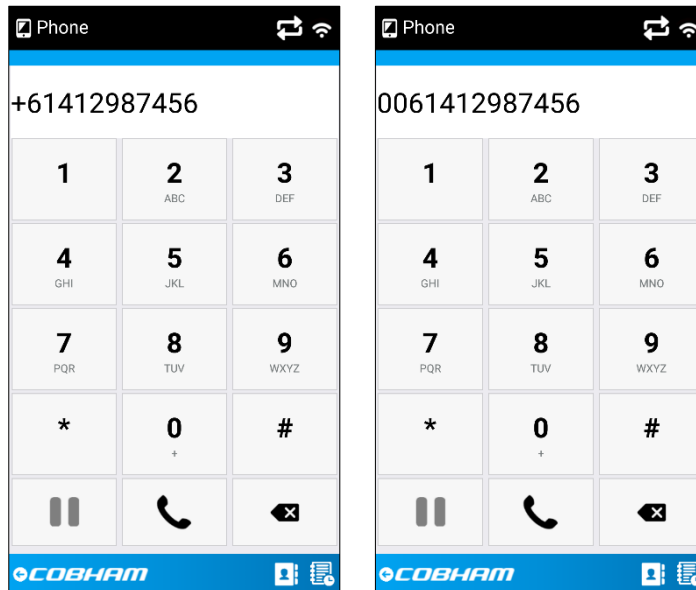 Phone
+61412987456
1 2 3
ABC DEF
4 5 6
GHI JKL MNO
7 8 9
PQR TUV WXYZ
* 0 #
+
COBHAM
Phone
0061412987456
1 2 3
ABC DEF
4 5 6
GHI JKL MNO
7 8 9
PQR TUV WXYZ
* 0 #
+
COBHAM